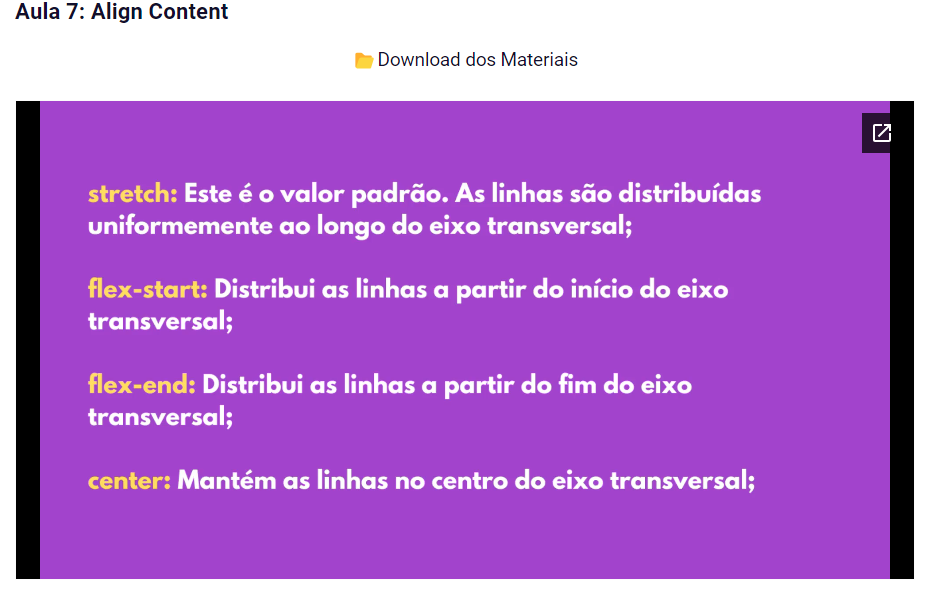 Aula 7: Align Content
Download dos Materiais
stretch: Este é o valor padrão. As linhas são distribuídas
uniformemente ao longo do eixo transversal;
flex-start: Distribui as linhas a partir do início do eixo
transversal;
flex-end: Distribui as linhas a partir do fim do eixo
transversal;
center: Mantém as linhas no centro do eixo transversal;